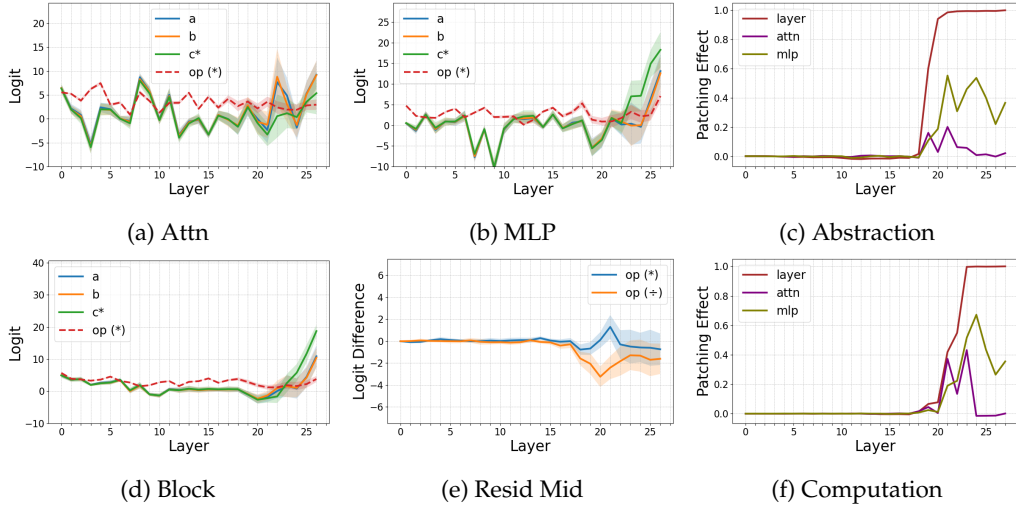 20
15
10
5
0
−5
−10
Logit
a
b
c*
op (*)
0 5 10 15 20 25
Layer
(a) Attn
25
20
15
10
5
0
−5
−10
Logit
a
b
c*
op (*)
0 5 10 15 20 25
Layer
(b) MLP
1.0
0.8
0.6
0.4
0.2
0.0
Patching Effect
layer
attn
mlp
0 5 10 15 20 25
Layer
(c) Abstraction
40
30
20
10
0
−10
Logit
a
b
c*
op (*)
0 5 10 15 20 25
Layer
(d) Block
6
4
2
0
−2
−4
−6
Logit Difference
op (*)
op (÷)
0 5 10 15 20 25
Layer
(e) Resid Mid
1.0
0.8
0.6
0.4
0.2
0.0
Patching Effect
layer
attn
mlp
0 5 10 15 20 25
Layer
(f) Computation